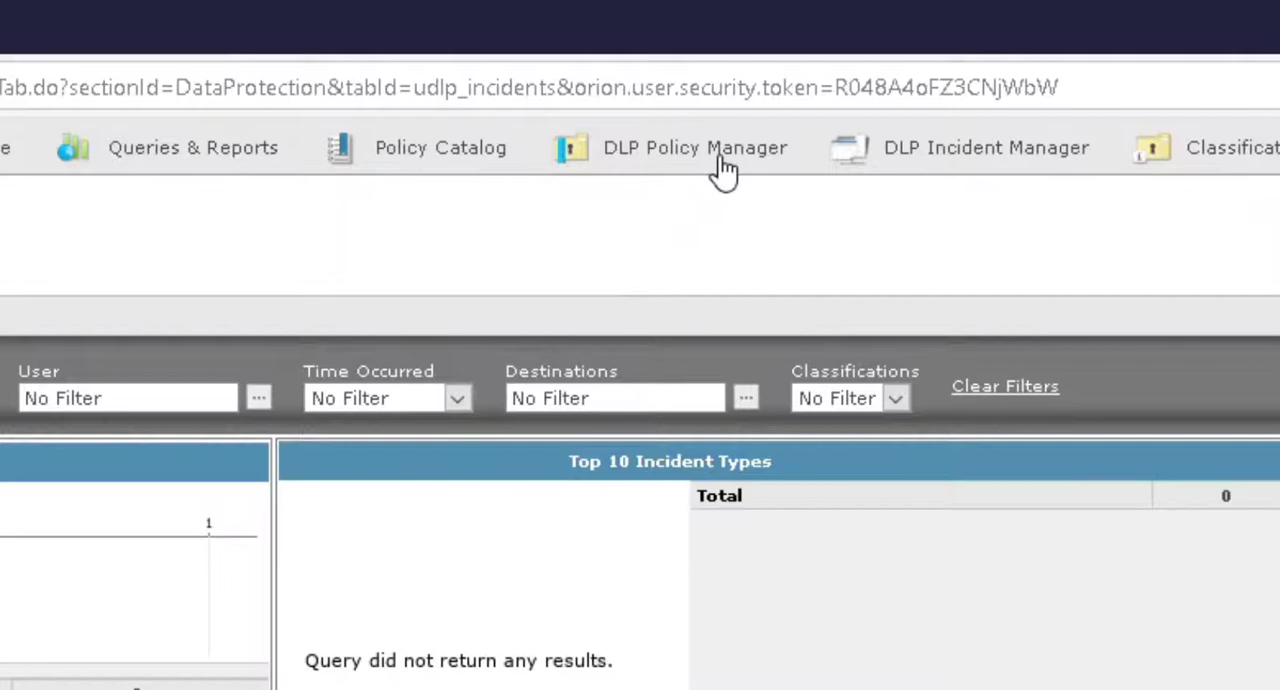 Tab.do?sectionId=DataProtection&tabId=udlp_incidents&orion.user.security.token=R048A4oFZ3CNjWbW
e Queries & Reports Policy Catalog DLP Policy Manager DLP Incident Manager Classificat
User Time Occurred Destinations Classifications
No Filter ... No Filter No Filter ... No Filter Clear Filters
Top 10 Incident Types
Total 0
1
Query did not return any results.